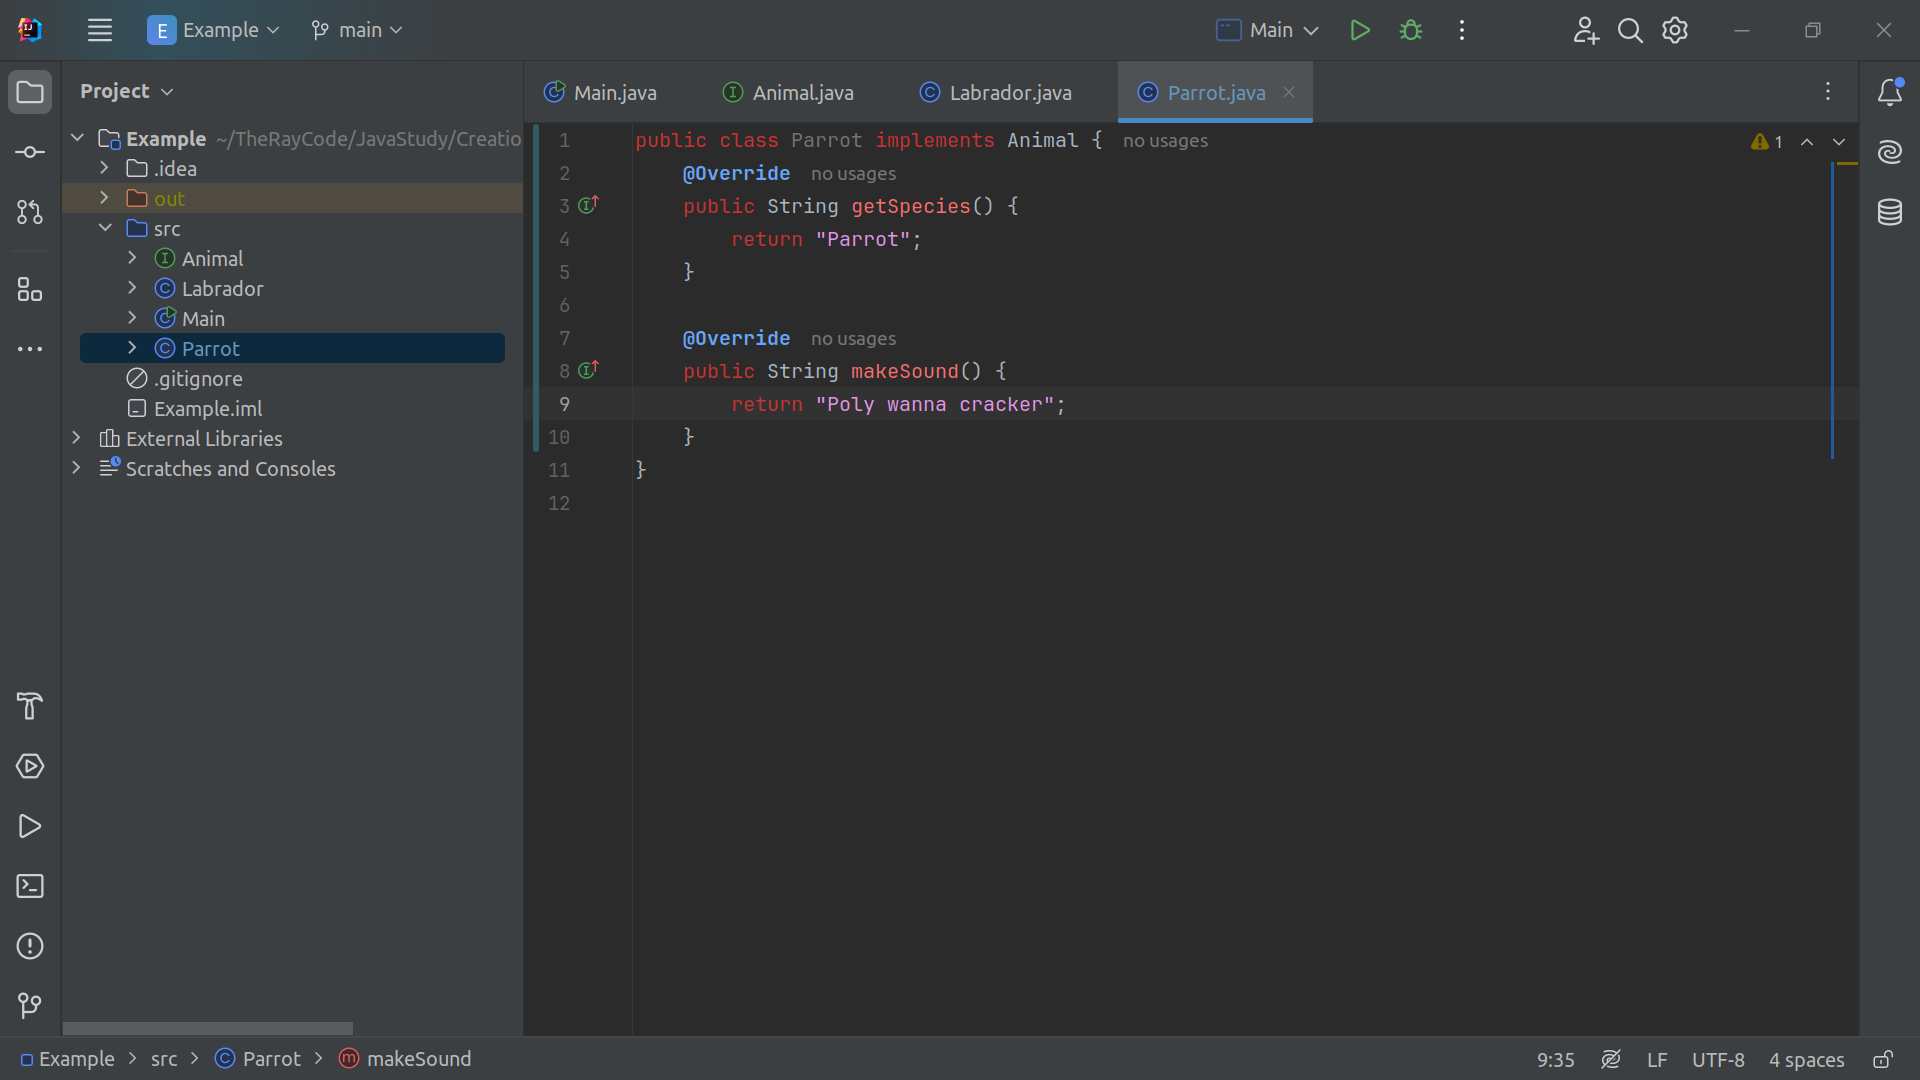 E Example main Main
Project
Main.java Animal.java Labrador.java Parrot.java
Example ~/TheRayCode/JavaStudy/Creatio
.idea
out
src
Animal
Labrador
Main
Parrot
.gitignore
Example.iml
External Libraries
Scratches and Consoles
1 public class Parrot implements Animal { no usages 1
2 @Override no usages
3 public String getSpecies() {
4 return "Parrot";
5 }
6
7 @Override no usages
8 public String makeSound() {
9 return "Poly wanna cracker";
10 }
11 }
12
Example > src > Parrot > makeSound 9:35 LF UTF-8 4 spaces